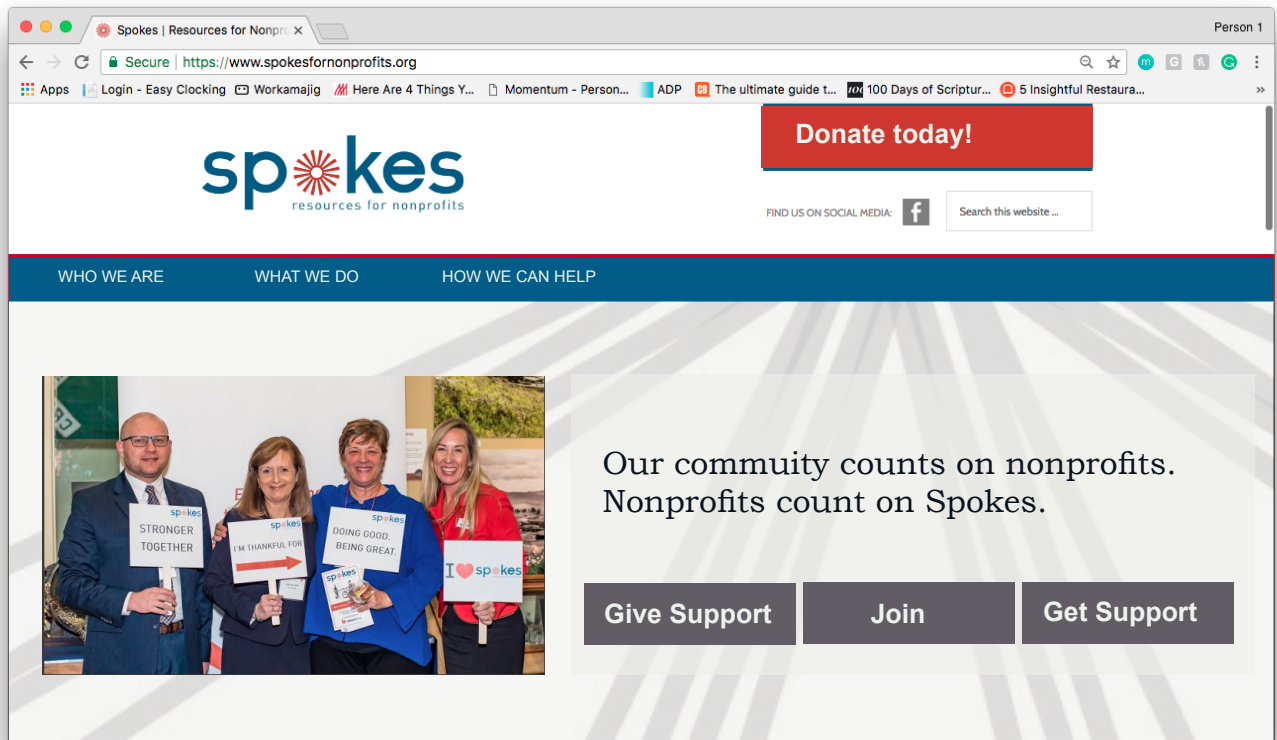 Spokes | Resources for Nonpro
Person 1
Secure | https://www.spokesfornonprofits.org
Apps Login - Easy Clocking Workamajig Here Are 4 Things Y... Momentum - Person... ADP CB The ultimate guide t... 100 100 Days of Scriptur... 5 Insightful Restaura... »
Donate today!
spokes
resources for nonprofits
FIND US ON SOCIAL MEDIA: f Search this website ...
WHO WE ARE WHAT WE DO HOW WE CAN HELP
spokes
STRONGER
TOGETHER
spokes
I'M THANKFUL FOR
spokes
DOING GOOD.
BEING GREAT.
spokes
I spokes
Our commuity counts on nonprofits.
Nonprofits count on Spokes.
Give Support Join Get Support